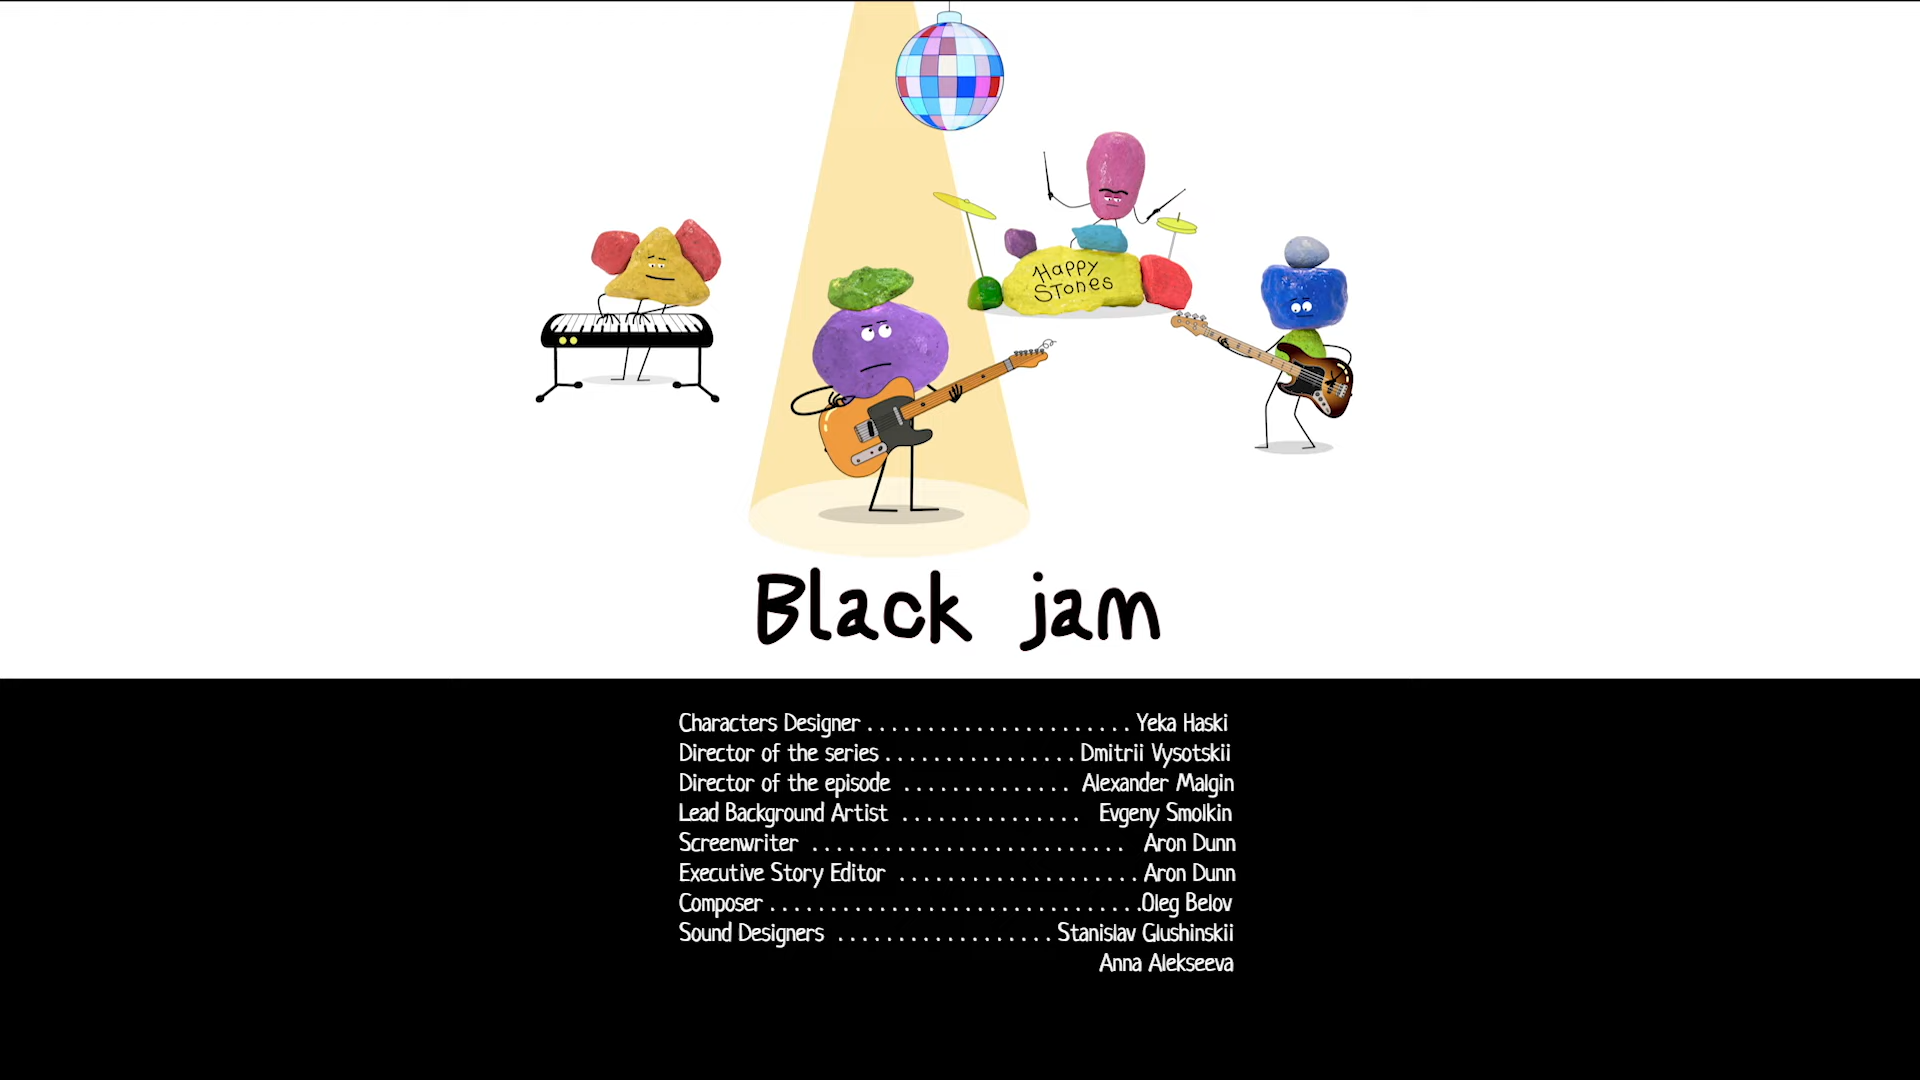 Happy
Stones
Black jam
Characters Designer . . . . . . . . . . . . . . . . . . . . . . Yeka Haski
Director of the series . . . . . . . . . . . . . . . . Dmitrii Vysotskii
Director of the episode . . . . . . . . . . . . . . Alexander Malgin
Lead Background Artist . . . . . . . . . . . . . . . Evgeny Smolkin
Screenwriter . . . . . . . . . . . . . . . . . . . . . . . . . . Aron Dunn
Executive Story Editor . . . . . . . . . . . . . . . . . . . . Aron Dunn
Composer . . . . . . . . . . . . . . . . . . . . . . . . . . . . . . .Oleg Belov
Sound Designers . . . . . . . . . . . . . . . . . . Stanislav Glushinskii
Anna Alekseeva